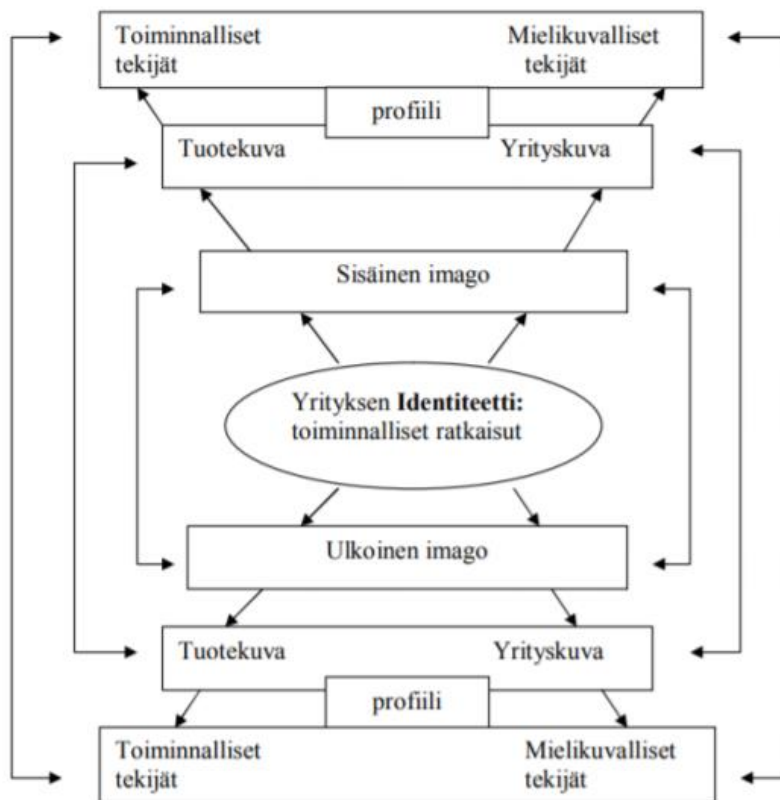 Toiminnalliset Mielikuvalliset
tekijät tekijät
profiili
Tuotekuva Yrityskuva
Sisäinen imago
Yrityksen Identiteetti:
toiminnalliset ratkaisut
Ulkoinen imago
Tuotekuva Yrityskuva
profiili
Toiminnalliset Mielikuvalliset
tekijät tekijät